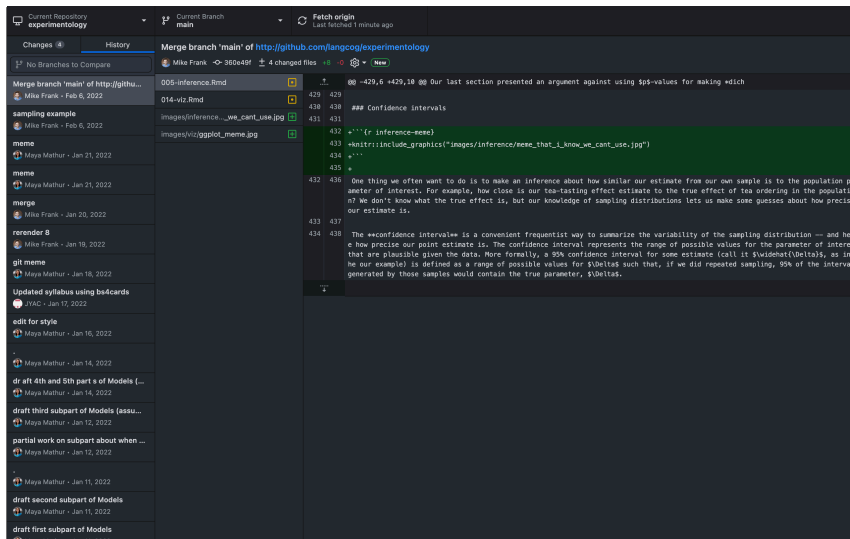 Current Repository
experimentology
Current Branch
main
Fetch origin
Last fetched 1 minute ago
Changes 4
History
No Branches to Compare
Merge branch 'main' of http://githu...
Mike Frank • Feb 6, 2022
sampling example
Mike Frank • Feb 6, 2022
meme
Maya Mathur • Jan 21, 2022
meme
Maya Mathur • Jan 21, 2022
merge
Mike Frank • Jan 20, 2022
rerender 8
Mike Frank • Jan 19, 2022
git meme
Maya Mathur • Jan 18, 2022
Updated syllabus using bs4cards
JYAC • Jan 17, 2022
edit for style
Maya Mathur • Jan 16, 2022
.
Maya Mathur • Jan 14, 2022
dr aft 4th and 5th part s of Models (...
Maya Mathur • Jan 14, 2022
draft third subpart of Models (assu...
Maya Mathur • Jan 12, 2022
partial work on subpart about when ...
Maya Mathur • Jan 12, 2022
.
Maya Mathur • Jan 11, 2022
draft second subpart of Models
Maya Mathur • Jan 11, 2022
draft first subpart of Models
Merge branch 'main' of http://github.com/langcog/experimentology
Mike Frank 360e49f 4 changed files +8 -0 New
005-inference.Rmd
014-viz.Rmd
images/inference..._we_cant_use.jpg
images/viz/ggplot_meme.jpg
@@ -429,6 +429,10 @@ Our last section presented an argument against using $p$-values for making *dich
429 429
430 430 ### Confidence intervals
431 431
432 +```{r inference-meme}
433 +knitr::include_graphics("images/inference/meme_that_i_know_we_cant_use.jpg")
434 +```
435 +
432 436 One thing we often want to do is to make an inference about how similar our estimate from our own sample is to the population p
ameter of interest. For example, how close is our tea-tasting effect estimate to the true effect of tea ordering in the populati
n? We don't know what the true effect is, but our knowledge of sampling distributions lets us make some guesses about how precis
our estimate is.
433 437
434 438 The **confidence interval** is a convenient frequentist way to summarize the variability of the sampling distribution –– and he
e how precise our point estimate is. The confidence interval represents the range of possible values for the parameter of intere
that are plausible given the data. More formally, a 95% confidence interval for some estimate (call it $\widehat{\Delta}$, as in
he our example) is defined as a range of possible values for $\Delta$ such that, if we did repeated sampling, 95% of the interva
generated by those samples would contain the true parameter, $\Delta$.